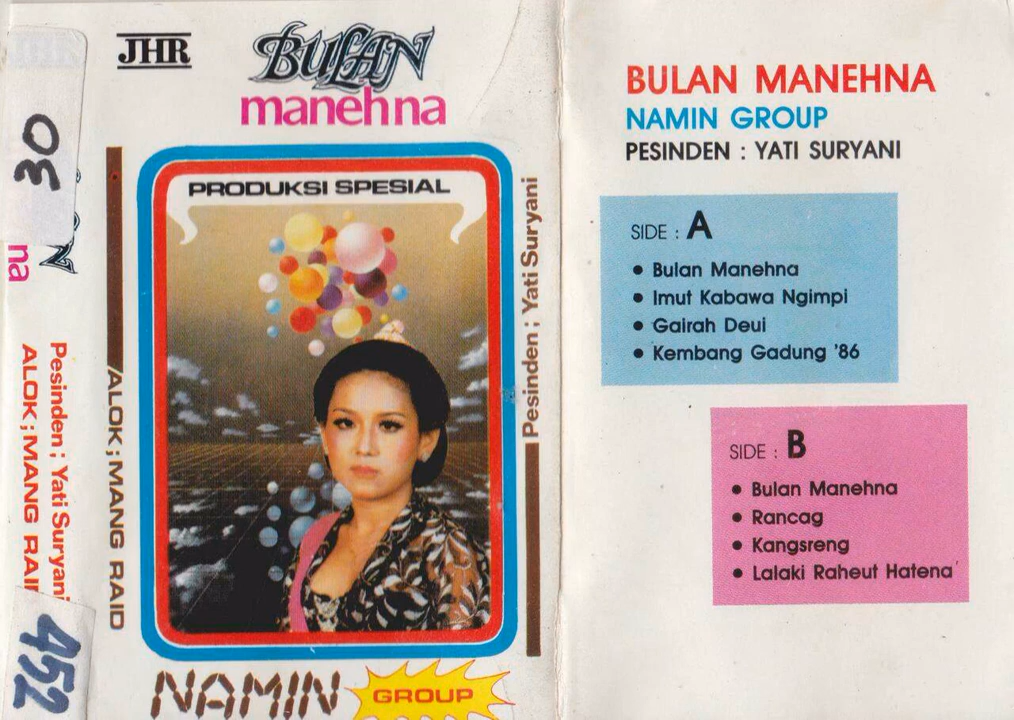 JHR
BULAN
manehna
30
na
Pesinden ; Yati Suryani
ALOK ; MANG RAID
452
ALOK ; MANG RAID
PRODUKSI SPESIAL
Pesinden ; Yati Suryani
NAMIN
GROUP
BULAN MANEHNA
NAMIN GROUP
PESINDEN : YATI SURYANI
SIDE : A
• Bulan Manehna
• Imut Kabawa Ngimpi
• Gairah Deui
• Kembang Gadung '86
SIDE : B
• Bulan Manehna
• Rancag
• Kangsreng
• Lalaki Raheut Hatena